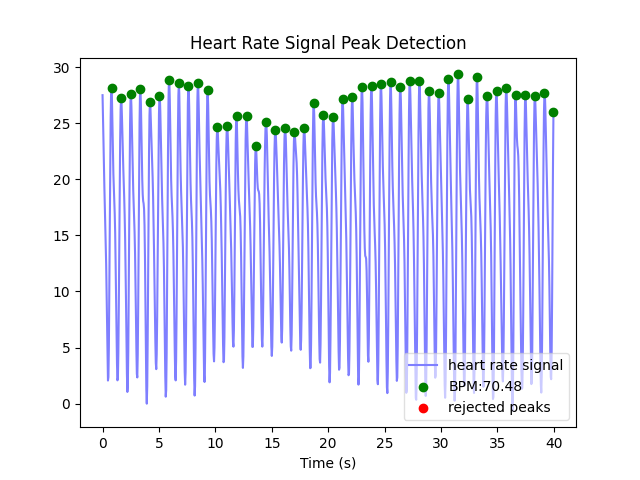 Heart Rate Signal Peak Detection
30
25
20
15
10
5
0
heart rate signal
BPM:70.48
rejected peaks
0 5 10 15 20 25 30 35 40
Time (s)